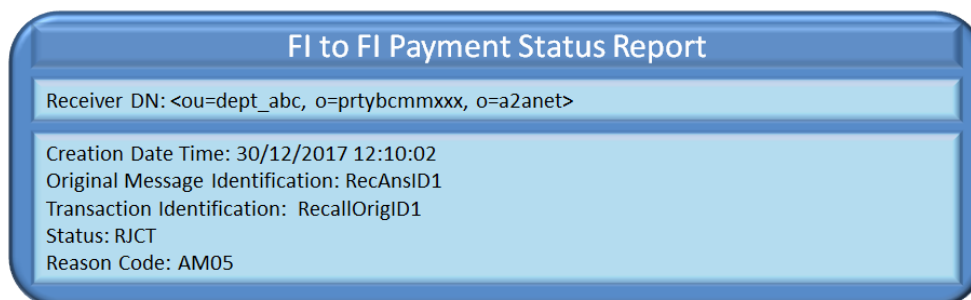 FI to FI Payment Status Report
Receiver DN: <ou=dept_abc, o=prtybcmmxxx, o=a2anet>
Creation Date Time: 30/12/2017 12:10:02
Original Message Identification: RecAnsID1
Transaction Identification:  RecallOrigID1
Status: RJCT
Reason Code: AM05